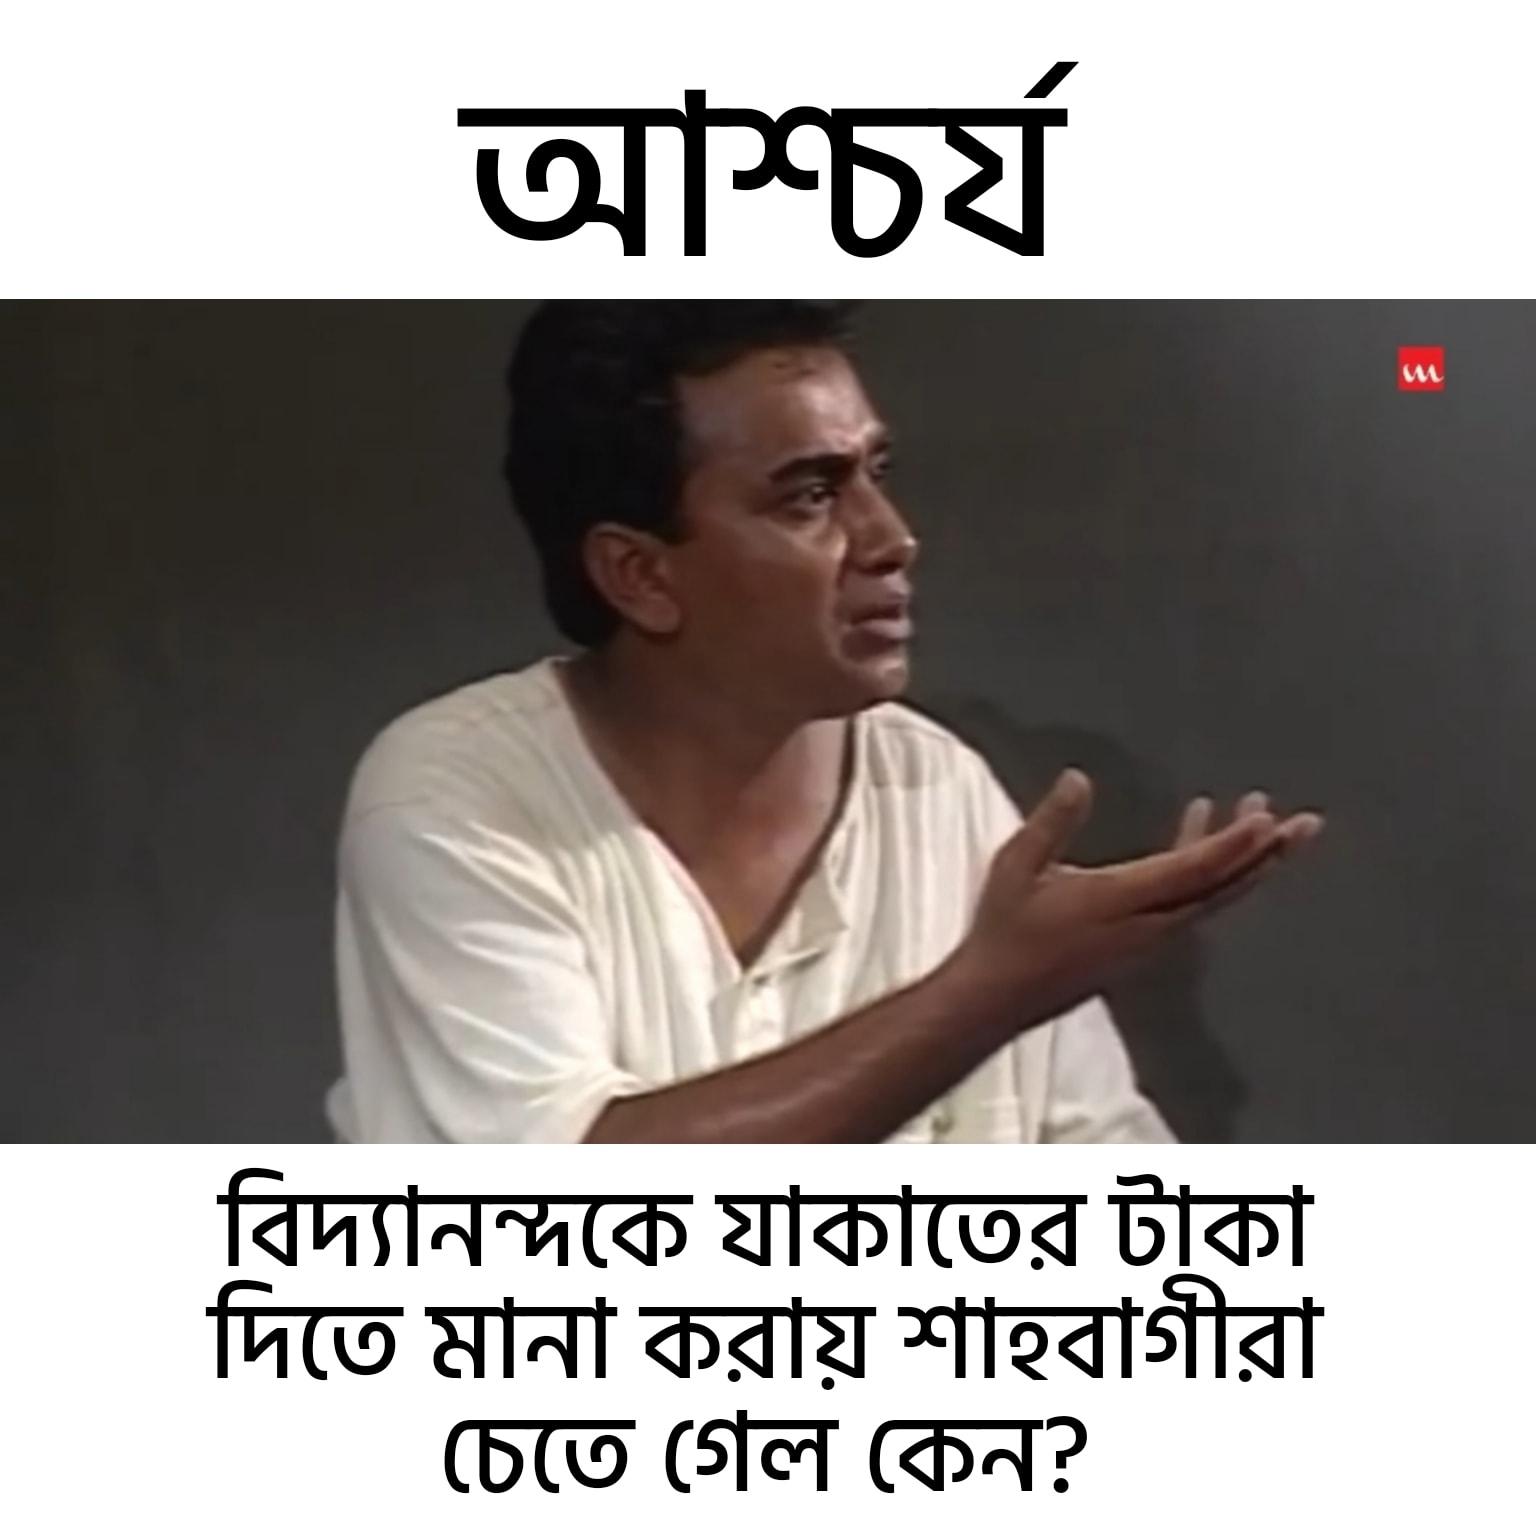 আশ্চর্য
বিদ্যানন্দকে যাকাতের টাকা
দিতে মানা করায় শাহবাগীরা
চেতে গেল কেন?